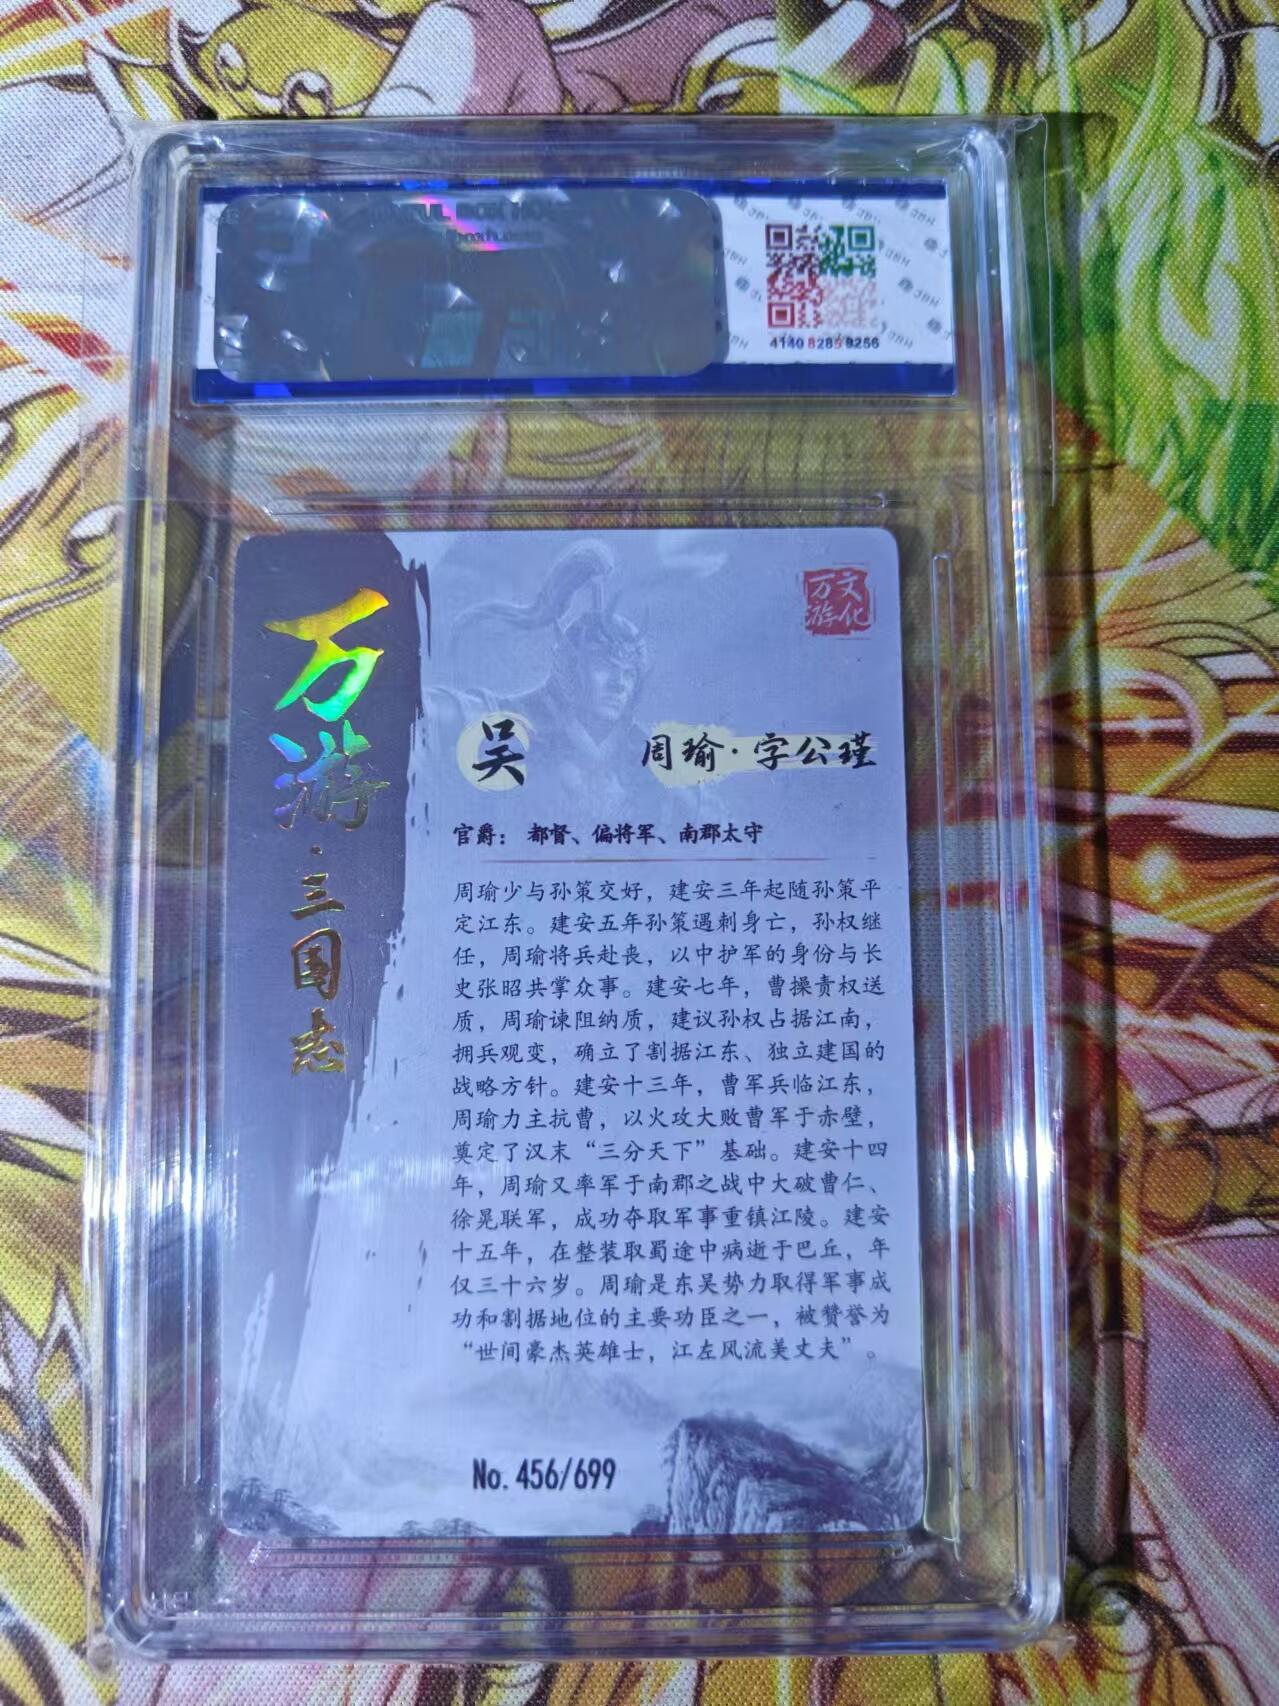 4140 8285 9256
万游·三国志
万游
文化
吴
周瑜·字公瑾
官爵：都督、偏将军、南郡太守
周瑜少与孙策交好，建安三年起随孙策平
定江东。建安五年孙策遇刺身亡，孙权继
任，周瑜将兵赴丧，以中护军的身份与长
史张昭共掌众事。建安七年，曹操责权送
质，周瑜谏阻纳质，建议孙权占据江南，
拥兵观变，确立了割据江东、独立建国的
战略方针。建安十三年，曹军兵临江东，
周瑜力主抗曹，以火攻大败曹军于赤壁，
奠定了汉末“三分天下”基础。建安十四
年，周瑜又率军于南郡之战中大破曹仁、
徐晃联军，成功夺取军事重镇江陵。建安
十五年，在整装取蜀途中病逝于巴丘，年
仅三十六岁。周瑜是东吴势力取得军事成
功和割据地位的主要功臣之一，被赞誉为
“世间豪杰英雄士，江左风流美丈夫”。
No. 456/699